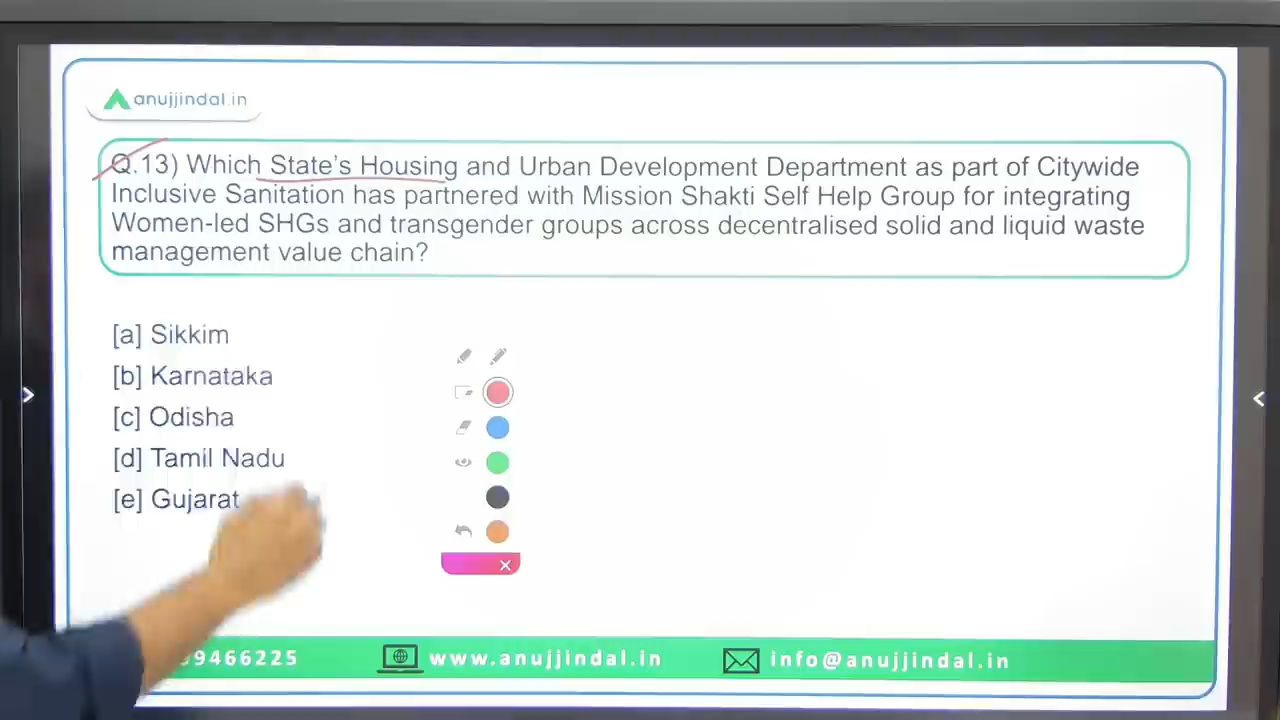 anujjindal.in
Q.13) Which State's Housing and Urban Development Department as part of Citywide
Inclusive Sanitation has partnered with Mission Shakti Self Help Group for integrating
Women-led SHGs and transgender groups across decentralised solid and liquid waste
management value chain?
[a] Sikkim
[b] Karnataka
[c] Odisha
[d] Tamil Nadu
[e] Gujarat
9466225
www.anujjindal.in
info@anujjindal.in